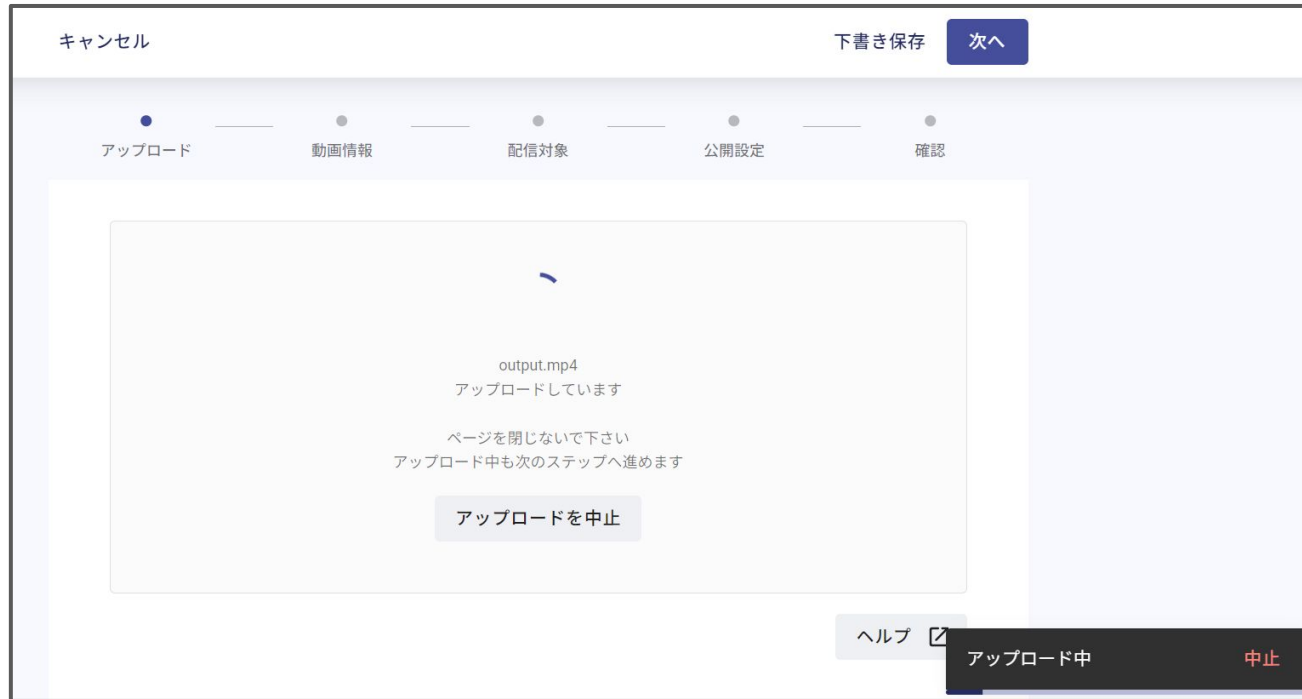 キャンセル
下書き保存
次へ
アップロード
動画情報
配信対象
公開設定
確認
output.mp4
アップロードしています
ページを閉じないで下さい
アップロード中も次のステップへ進めます
アップロードを中止
ヘルプ
アップロード中
中止